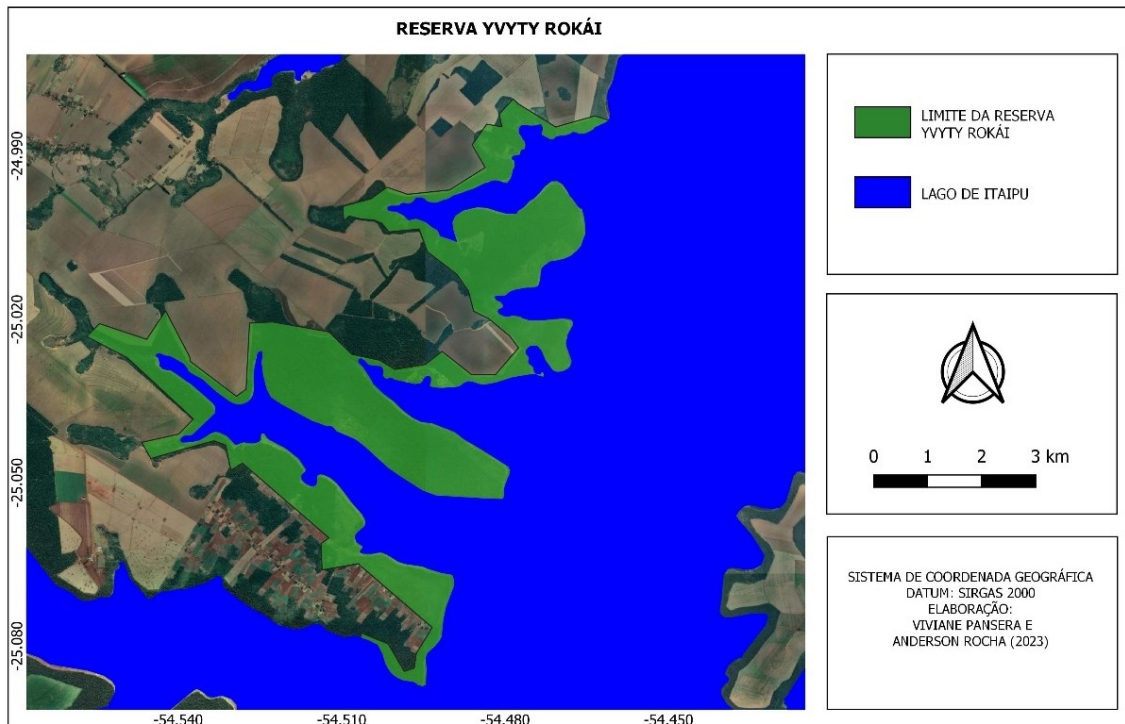 RESERVA YVYTY ROKÁI
-24.990
-25.020
-25.050
-25.080
-54.540
-54.510
-54.480
-54.450
LIMITE DA RESERVA
YVYTY ROKÁI
LAGO DE ITAIPU
0 1 2 3 km
SISTEMA DE COORDENADA GEOGRÁFICA
DATUM: SIRGAS 2000
ELABORAÇÃO:
VIVIANE PANSERA E
ANDERSON ROCHA (2023)